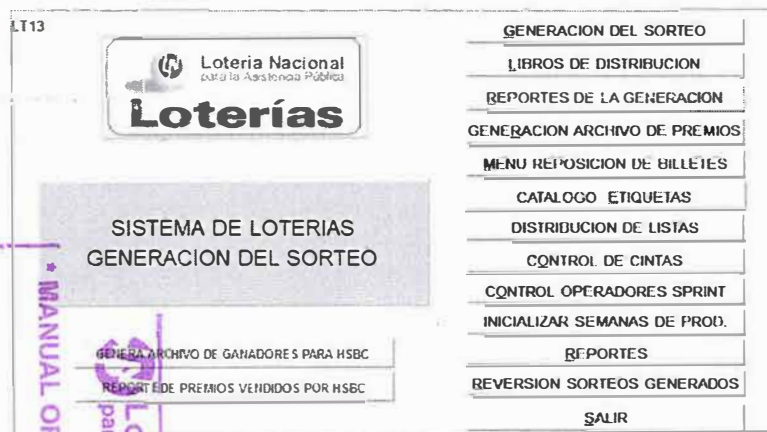 LT13
Lotería Nacional
para la Asistencia Pública
Loterías
SISTEMA DE LOTERIAS
GENERACION DEL SORTEO
GENERA ARCHIVO DE GANADORES PARA HSBC
REPORTE DE PREMIOS VENDIDOS POR HSBC
GENERACION DEL SORTEO
LIBROS DE DISTRIBUCION
REPORTES DE LA GENERACION
GENERACION ARCHIVO DE PREMIOS
MENU REPOSICION DE BILLETES
CATALOGO ETIQUETAS
DISTRIBUCION DE LISTAS
CONTROL DE CINTAS
CONTROL OPERADORES SPRINT
INICIALIZAR SEMANAS DE PROD.
REPORTES
REVERSION SORTEOS GENERADOS
SALIR
* MANUAL